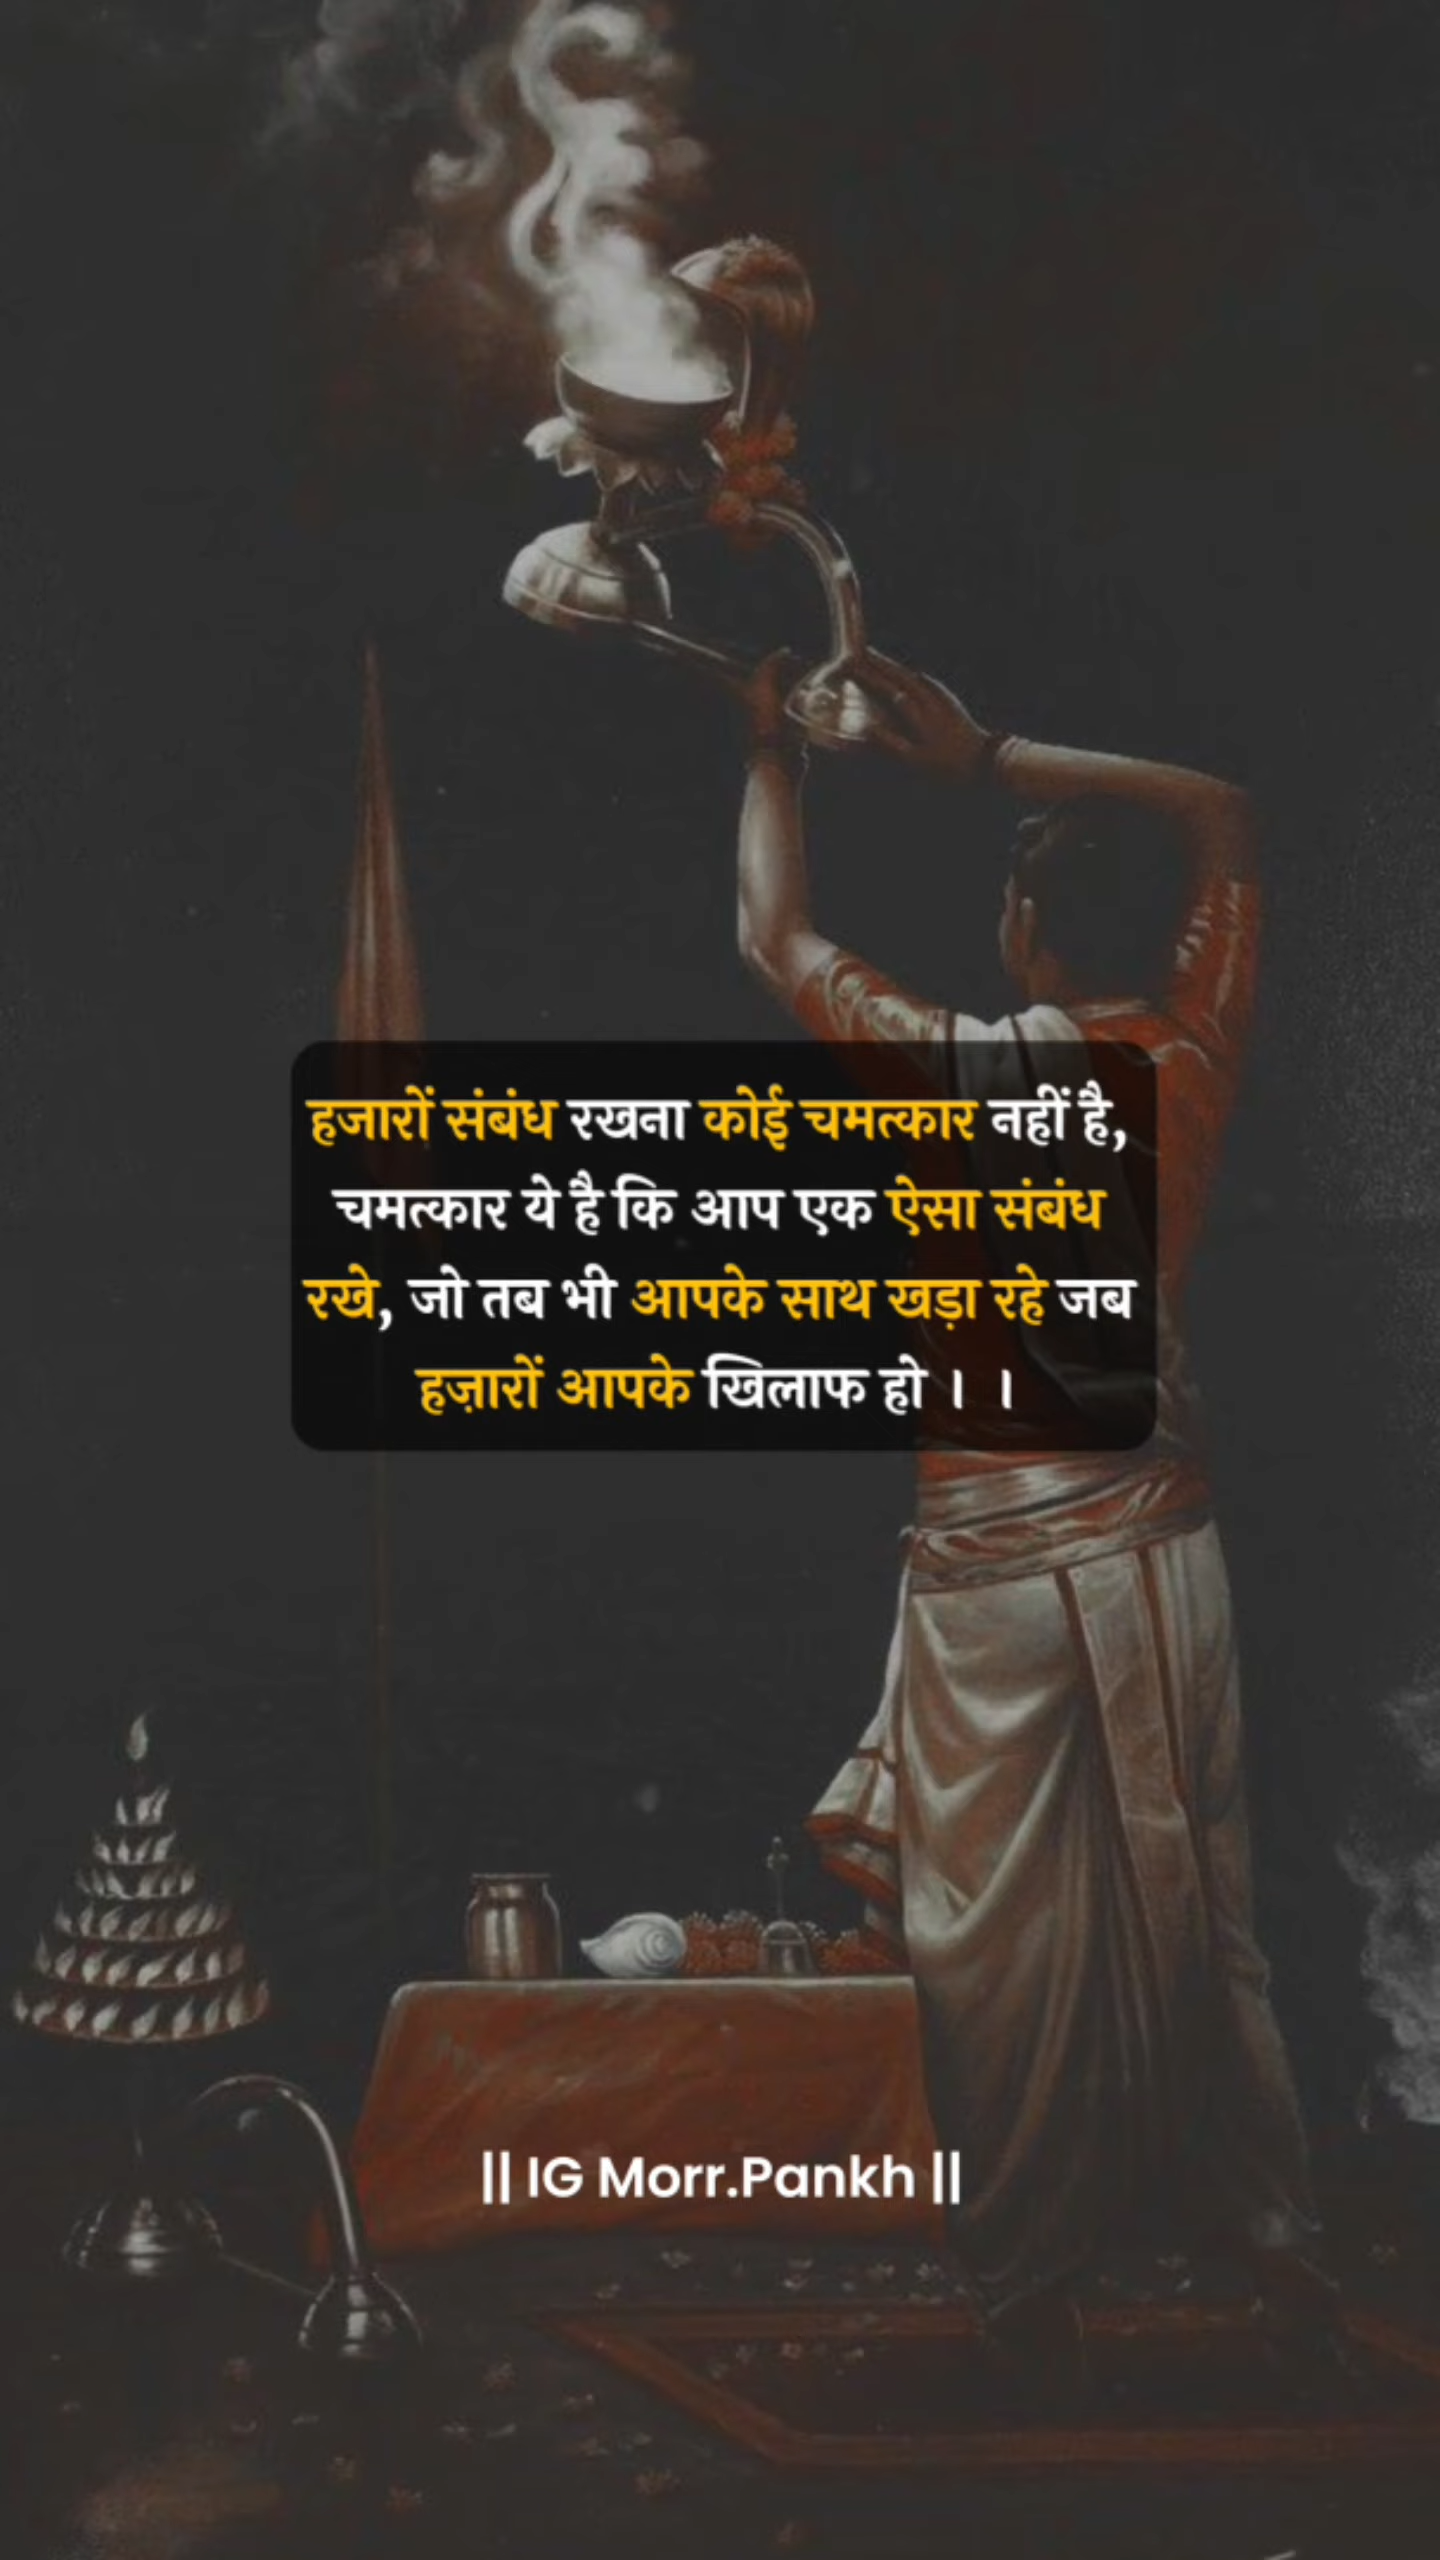 हजारों संबंध रखना कोई चमत्कार नहीं है,
चमत्कार ये है कि आप एक ऐसा संबंध
रखे, जो तब भी आपके साथ खड़ा रहे जब
हज़ारों आपके खिलाफ हो । ।
|| IG Morr.Pankh ||